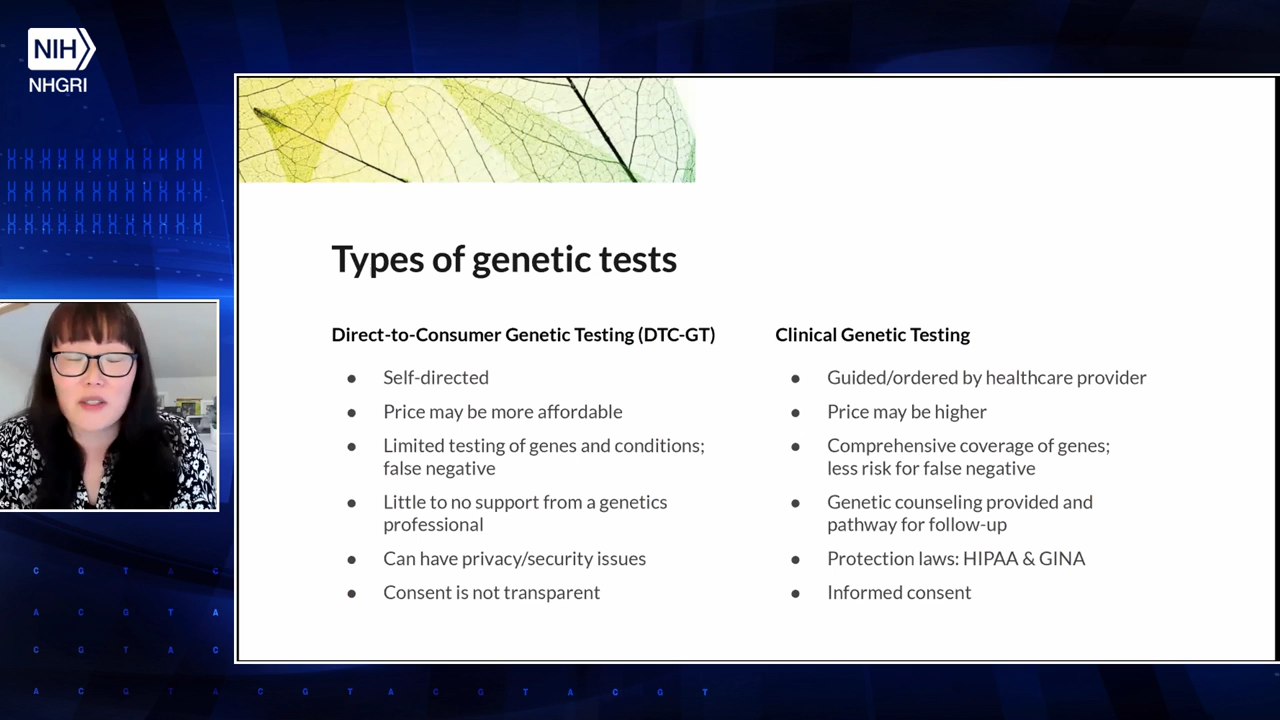 NIH
NHGRI
Types of genetic tests
Direct-to-Consumer Genetic Testing (DTC-GT)
● Self-directed
● Price may be more affordable
● Limited testing of genes and conditions;
false negative
● Little to no support from a genetics
professional
● Can have privacy/security issues
● Consent is not transparent
Clinical Genetic Testing
● Guided/ordered by healthcare provider
● Price may be higher
● Comprehensive coverage of genes;
less risk for false negative
● Genetic counseling provided and
pathway for follow-up
● Protection laws: HIPAA & GINA
● Informed consent
C G T A C
A C G T A
C G T A C
A C G T A C G T A C G T A C G T